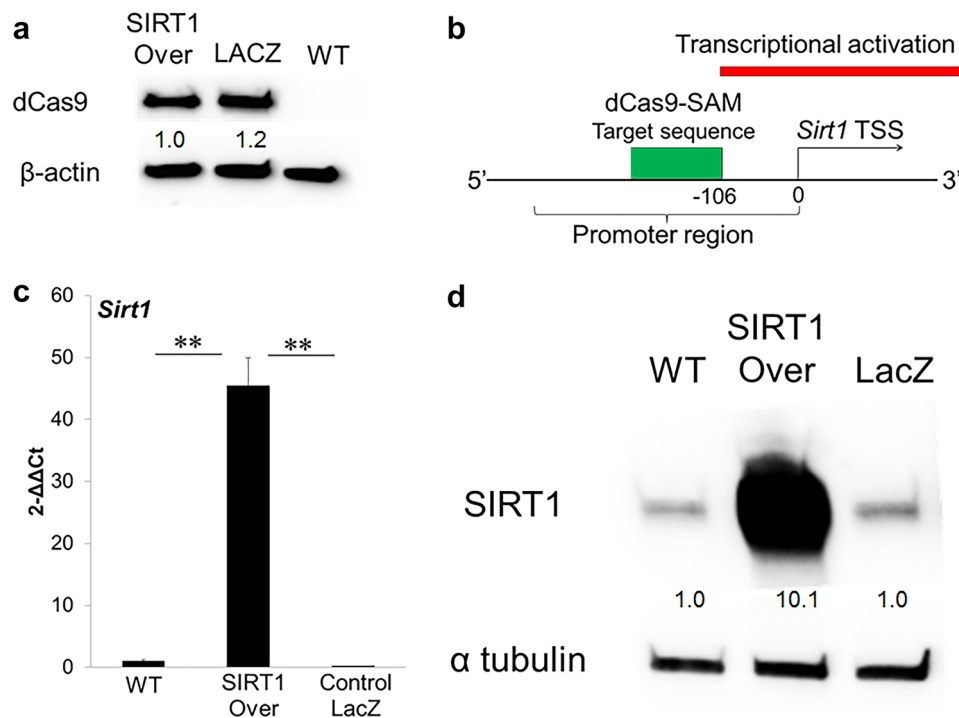 a
SIRT1
Over LACZ WT
dCas9
1.0 1.2
β-actin
b
Transcriptional activation
dCas9-SAM
Target sequence
Sirt1 TSS
5’ 3’
-106 0
Promoter region
c
Sirt1
** **
2-ΔΔCt
60
50
40
30
20
10
0
WT
SIRT1
Over
Control
LacZ
d
SIRT1
WT Over LacZ
SIRT1
1.0 10.1 1.0
α tubulin